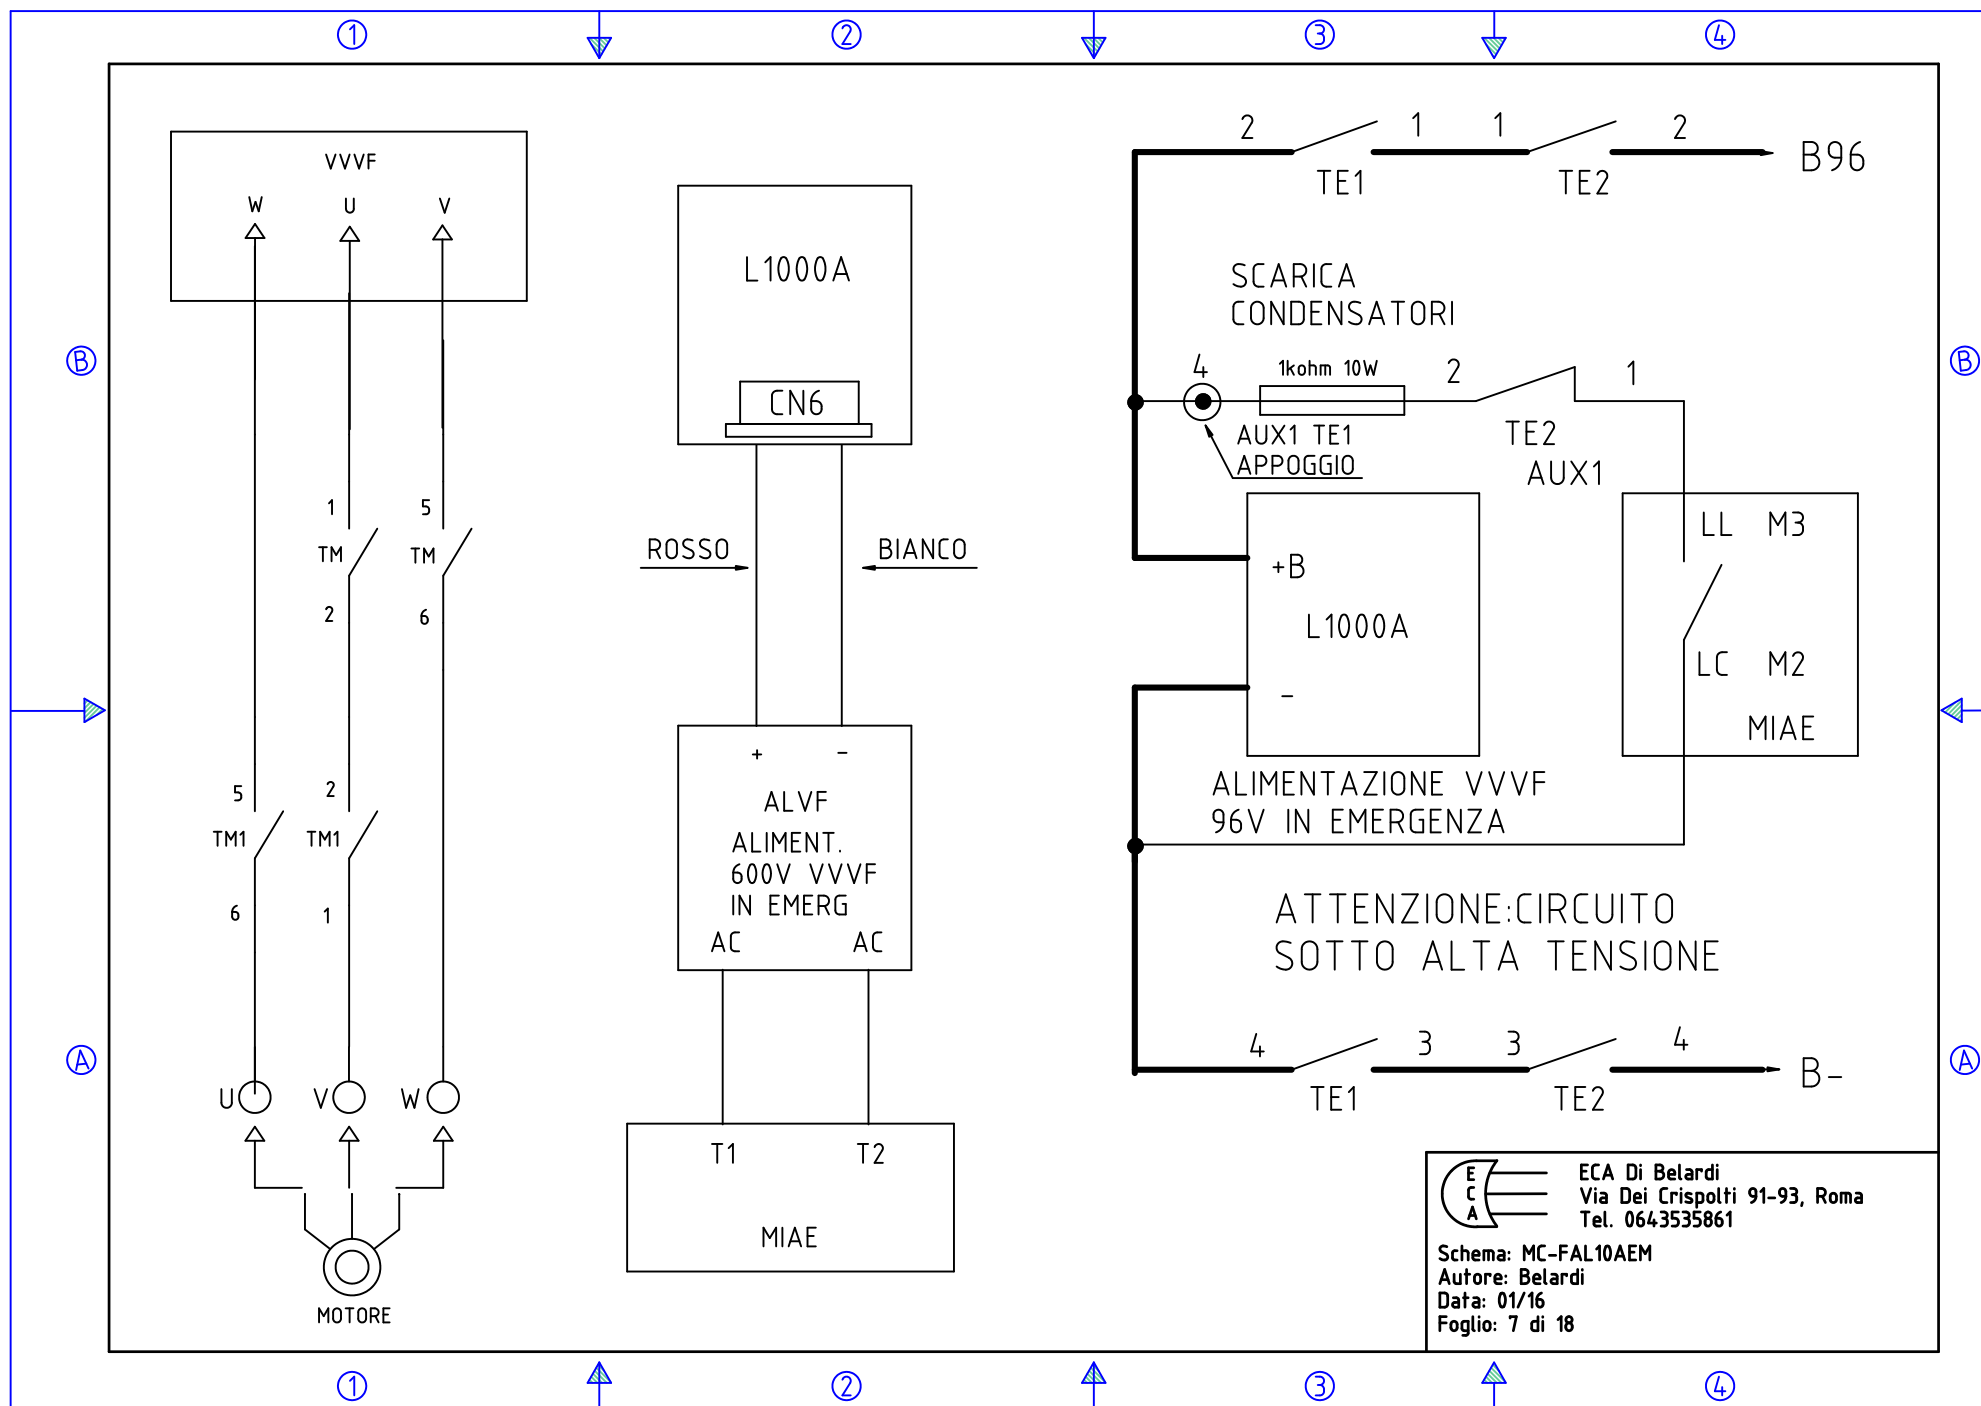 1 2 3 4
B
B
A
A
VVVF
W U V
1 5
TM TM
2 6
5 2
TM1 TM1
6 1
U V W
MOTORE
L1000A
CN6
ROSSO BIANCO
+ -
ALVF
ALIMENT.
600V VVVF
IN EMERG
AC AC
T1 T2
MIAE
2 1 1 2
TE1 TE2
B96
SCARICA
CONDENSATORI
4 1kohm 10W 2 1
AUX1 TE1
APPOGGIO
TE2
AUX1
+B
L1000A
-
LL M3
LC M2
MIAE
ALIMENTAZIONE VVVF
96V IN EMERGENZA
ATTENZIONE:CIRCUITO
SOTTO ALTA TENSIONE
4 3 3 4
TE1 TE2
B-
E
C
A
ECA Di Belardi
Via Dei Crispolti 91-93, Roma
Tel. 0643535861
Schema: MC-FAL10AEM
Autore: Belardi
Data: 01/16
Foglio: 7 di 18
1 2 3 4